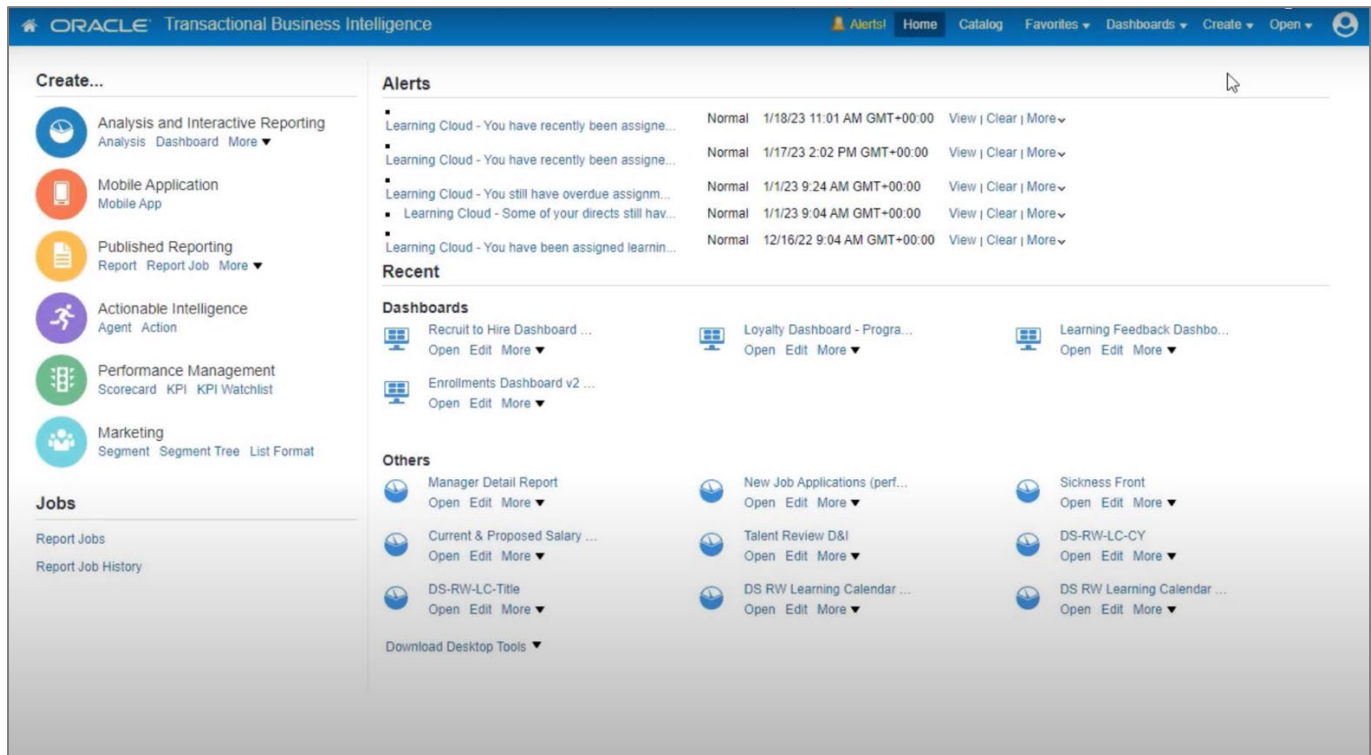 ORACLE Transactional Business Intelligence
Alerts! Home Catalog Favorites Dashboards Create Open
Create...
Analysis and Interactive Reporting
Analysis Dashboard More
Mobile Application
Mobile App
Published Reporting
Report Report Job More
Actionable Intelligence
Agent Action
Performance Management
Scorecard KPI KPI Watchlist
Marketing
Segment Segment Tree List Format
Jobs
Report Jobs
Report Job History
Alerts
Learning Cloud - You have recently been assigne... Normal 1/18/23 11:01 AM GMT+00:00 View | Clear | More
Learning Cloud - You have recently been assigne... Normal 1/17/23 2:02 PM GMT+00:00 View | Clear | More
Learning Cloud - You still have overdue assignm... Normal 1/1/23 9:24 AM GMT+00:00 View | Clear | More
Learning Cloud - Some of your directs still hav... Normal 1/1/23 9:04 AM GMT+00:00 View | Clear | More
Learning Cloud - You have been assigned learnin... Normal 12/16/22 9:04 AM GMT+00:00 View | Clear | More
Recent
Dashboards
Recruit to Hire Dashboard ... Loyalty Dashboard - Progra... Learning Feedback Dashbo...
Open Edit More Open Edit More Open Edit More
Enrollments Dashboard v2 ...
Open Edit More
Others
Manager Detail Report New Job Applications (perf... Sickness Front
Open Edit More Open Edit More Open Edit More
Current & Proposed Salary ... Talent Review D&I DS-RW-LC-CY
Open Edit More Open Edit More Open Edit More
DS-RW-LC-Title DS RW Learning Calendar ... DS RW Learning Calendar ...
Open Edit More Open Edit More Open Edit More
Download Desktop Tools